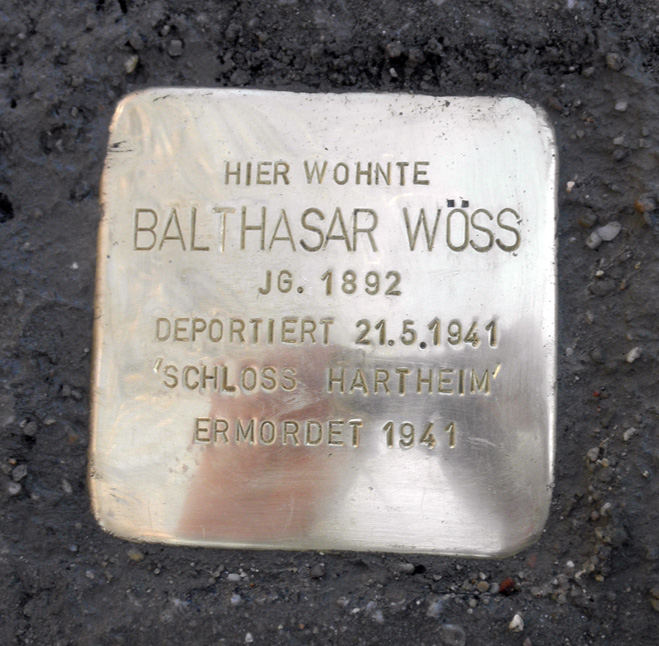 HIER WOHNTE
BALTHASAR WÖSS
JG. 1892
DEPORTIERT 21.5.1941
'SCHLOSS HARTHEIM'
ERMORDET 1941